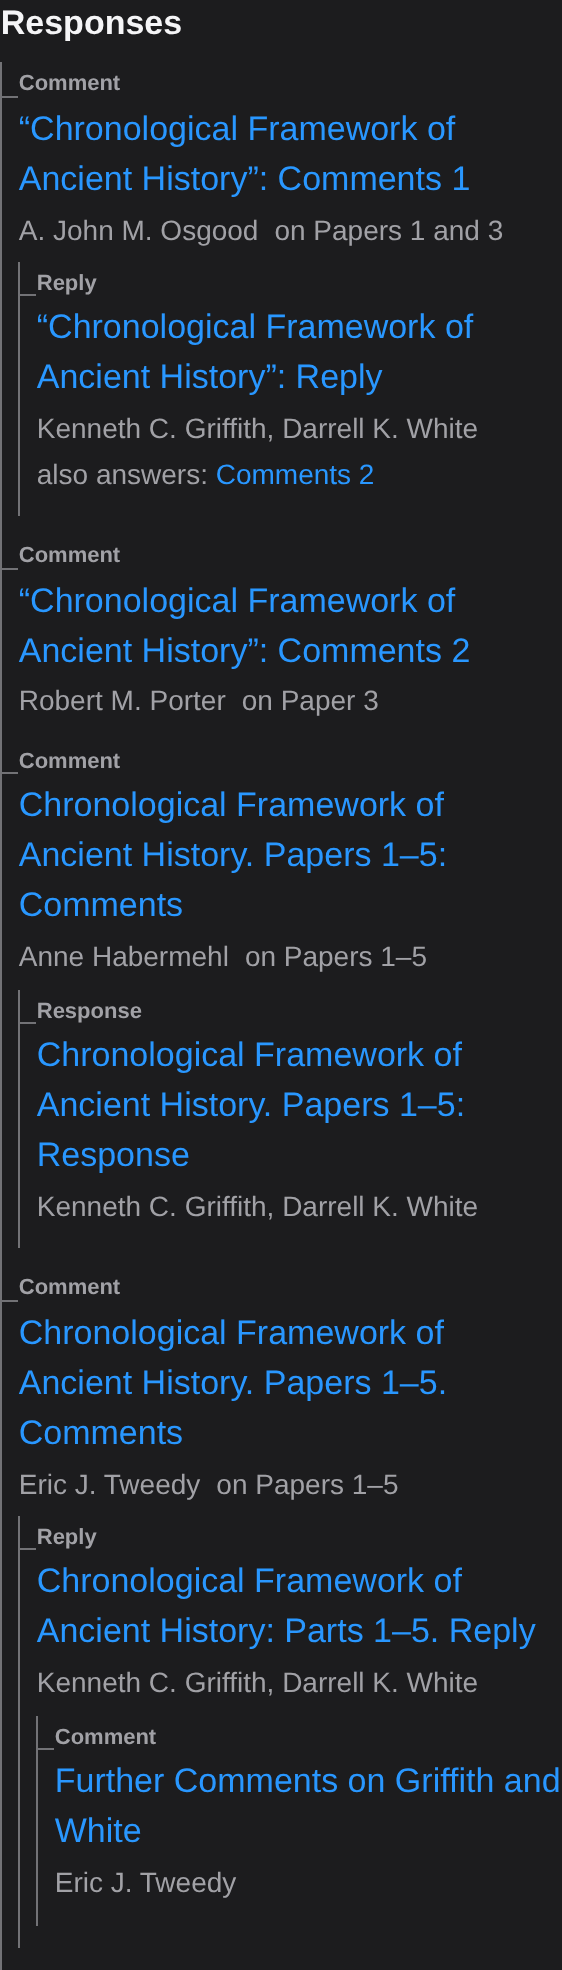 Responses
Comment
“Chronological Framework of
Ancient History”: Comments 1
A. John M. Osgood  on Papers 1 and 3
Reply
“Chronological Framework of
Ancient History”: Reply
Kenneth C. Griffith, Darrell K. White
also answers: Comments 2
Comment
“Chronological Framework of
Ancient History”: Comments 2
Robert M. Porter  on Paper 3
Comment
Chronological Framework of
Ancient History. Papers 1–5:
Comments
Anne Habermehl  on Papers 1–5
Response
Chronological Framework of
Ancient History. Papers 1–5:
Response
Kenneth C. Griffith, Darrell K. White
Comment
Chronological Framework of
Ancient History. Papers 1–5.
Comments
Eric J. Tweedy  on Papers 1–5
Reply
Chronological Framework of
Ancient History: Parts 1–5. Reply
Kenneth C. Griffith, Darrell K. White
Comment
Further Comments on Griffith and
White
Eric J. Tweedy